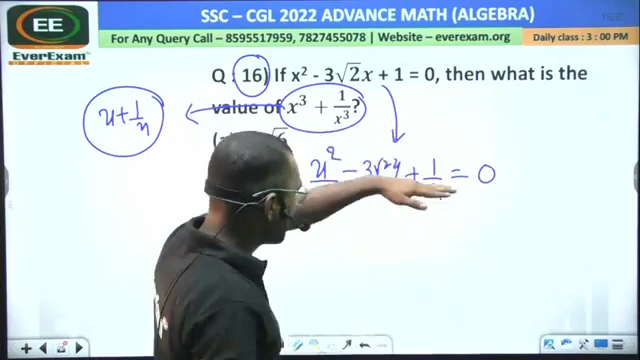 SSC – CGL 2022 ADVANCE MATH (ALGEBRA)
EE
EVEREXAM
For Any Query Call – 8595517959, 7827455078 | Website – everexam.org
Daily class : 3 : 00 PM
Q : 16) If x² - 3√2x + 1 = 0, then what is the
value of x³ + 1/x³?
x + 1/x
x² - 3√2x + 1 = 0